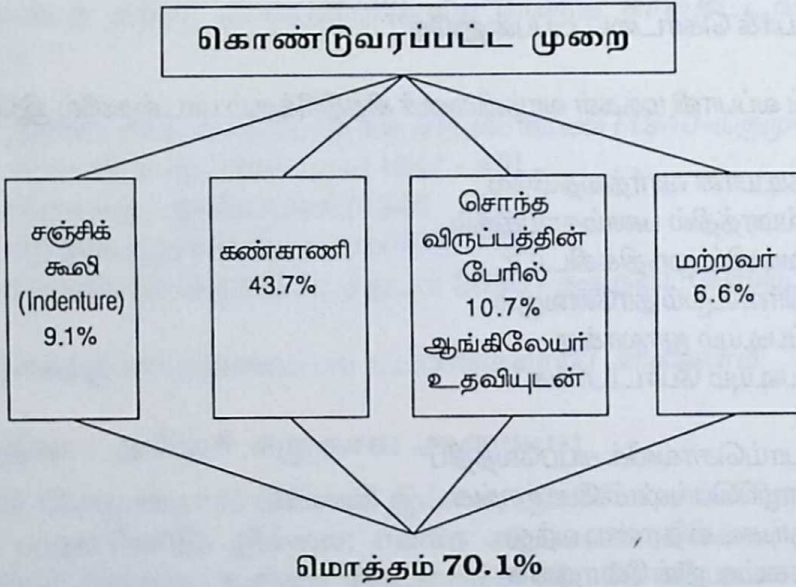 கொண்டுவரப்பட்ட முறை
சஞ்சிக்
கூலி
(Indenture)
9.1%
கண்காணி
43.7%
சொந்த
விருப்பத்தின்
பேரில்
10.7%
ஆங்கிலேயர்
உதவியுடன்
மற்றவர்
6.6%
மொத்தம் 70.1%